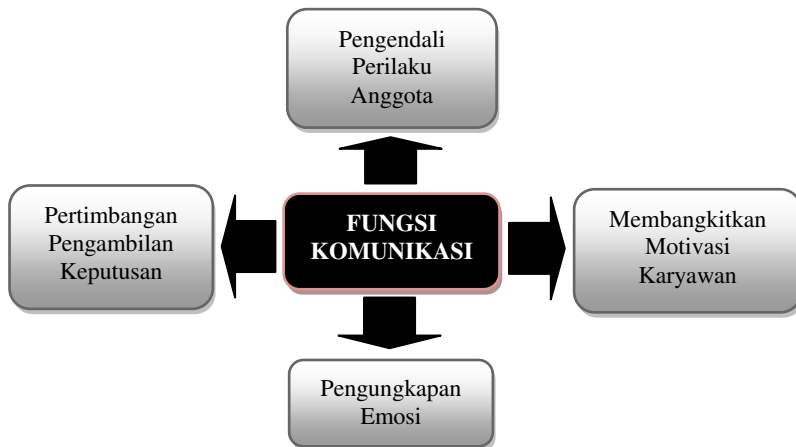 Pengendali
Perilaku
Anggota
Pertimbangan
Pengambilan
Keputusan
FUNGSI
KOMUNIKASI
Membangkitkan
Motivasi
Karyawan
Pengungkapan
Emosi